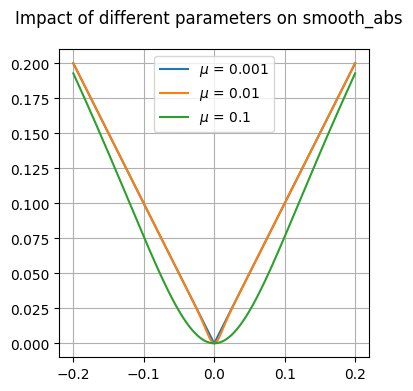 Impact of different parameters on smooth_abs
μ = 0.001
μ = 0.01
μ = 0.1
0.200
0.175
0.150
0.125
0.100
0.075
0.050
0.025
0.000
−0.2 −0.1 0.0 0.1 0.2